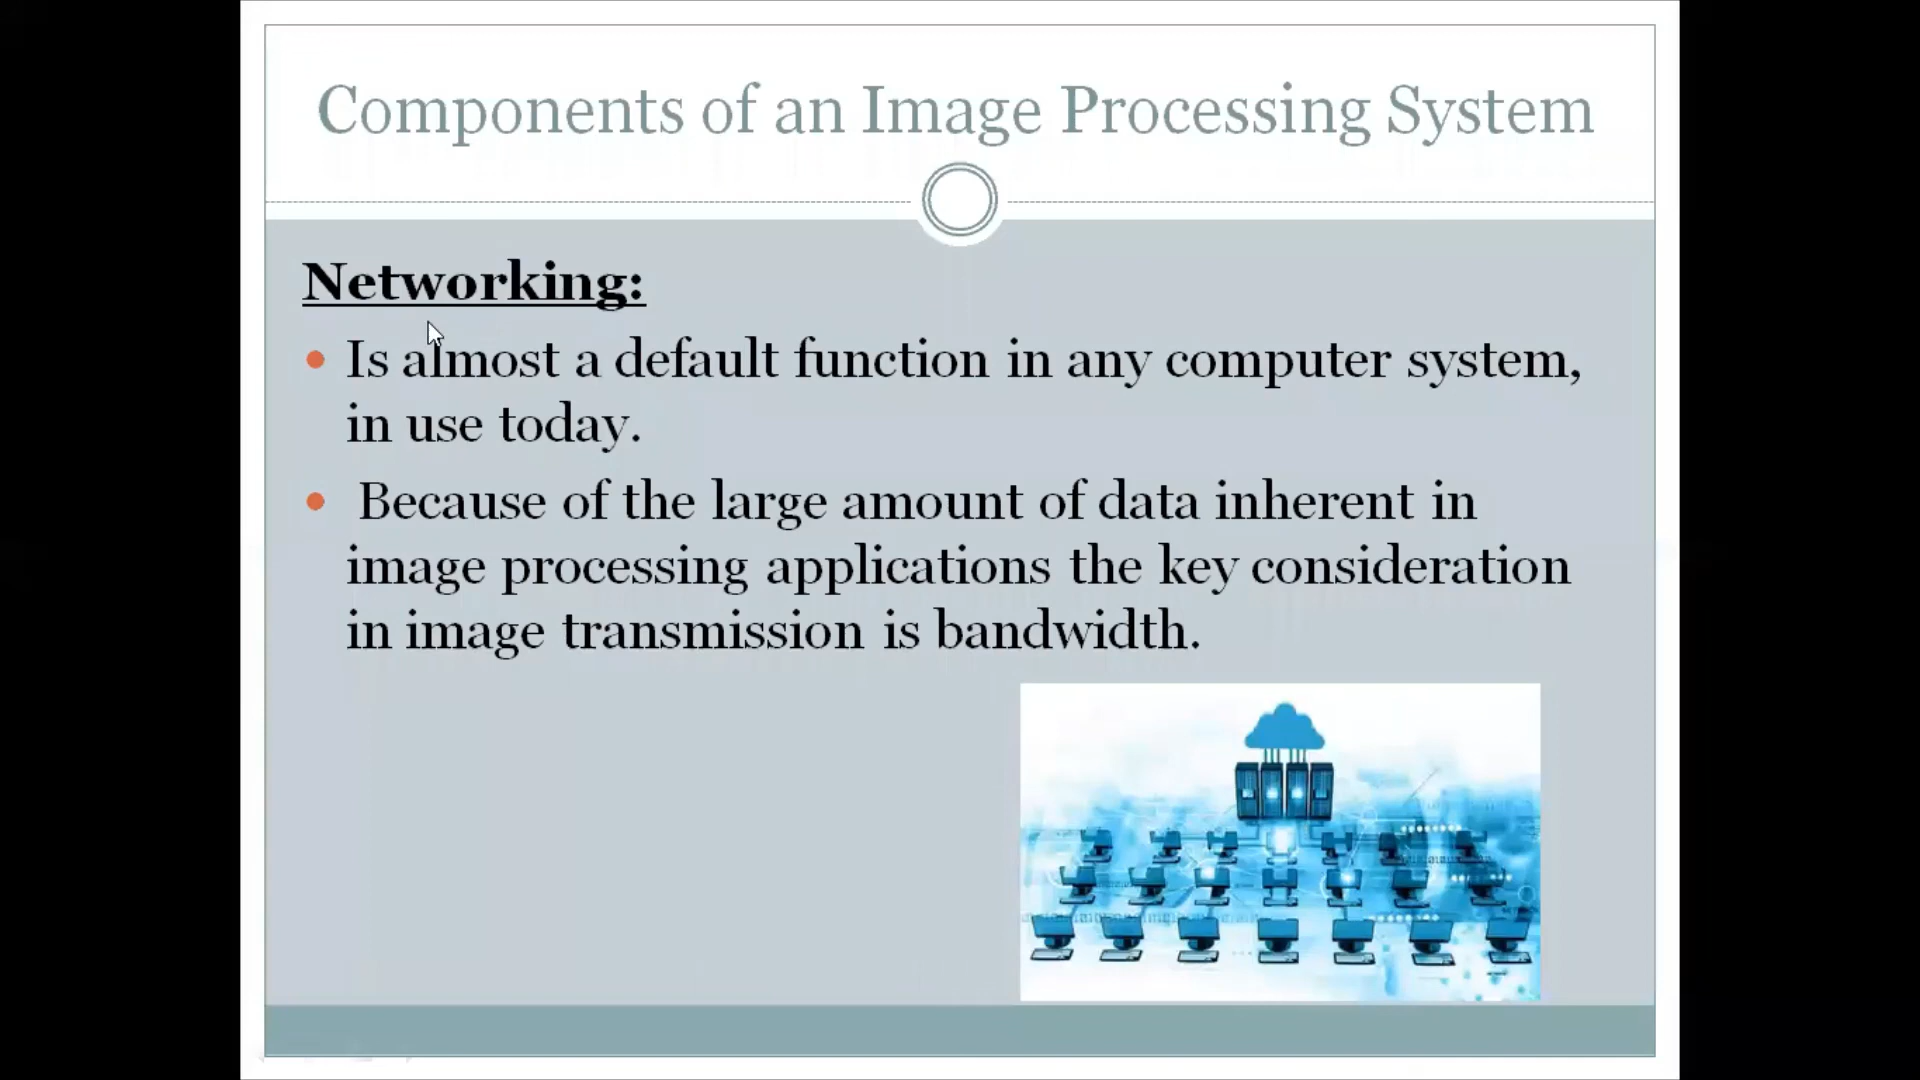 Components of an Image Processing System
Networking:
Is almost a default function in any computer system,
in use today.
Because of the large amount of data inherent in
image processing applications the key consideration
in image transmission is bandwidth.